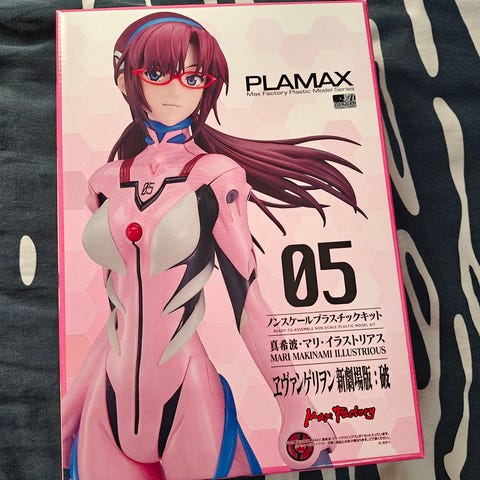 PLAMAX
Max Factory Plastic Model Series
05
05
ノンスケールプラスチックキット
READY-TO-ASSEMBLE NON-SCALE PLASTIC MODEL KIT
真希波・マリ・イラストリアス
MARI MAKINAMI ILLUSTRIOUS
ヱヴァンゲリヲン 新劇場版：破
Max Factory
© カラー